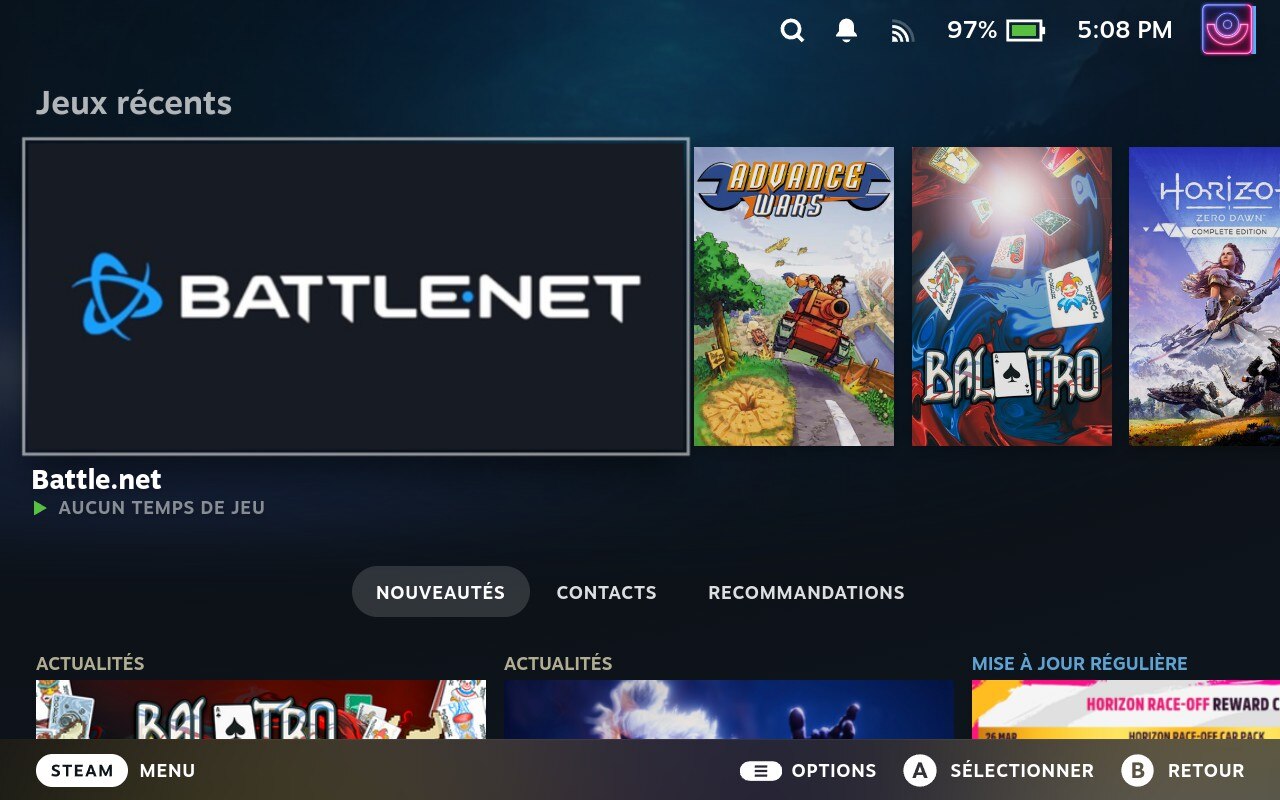 97%
5:08 PM
Jeux récents
BATTLE.NET
ADVANCE
WARS
BALATRO
HORIZO
ZERO DAWN
COMPLETE EDITION
Battle.net
AUCUN TEMPS DE JEU
NOUVEAUTÉS
CONTACTS
RECOMMANDATIONS
ACTUALITÉS
ACTUALITÉS
MISE À JOUR RÉGULIÈRE
BALATRO
HORIZON RACE-OFF REWARD C
26 MAR
HORIZON RACE-OFF CAR PACK
STEAM MENU
OPTIONS
A SÉLECTIONNER
B RETOUR